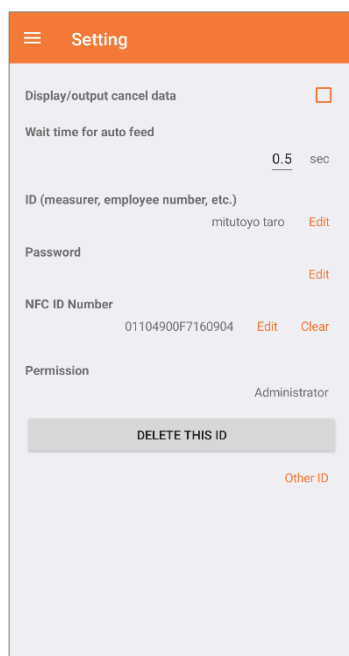 Setting
Display/output cancel data
Wait time for auto feed
0.5 sec
ID (measurer, employee number, etc.)
mitutoyo taro Edit
Password
Edit
NFC ID Number
01104900F7160904 Edit Clear
Permission
Administrator
DELETE THIS ID
Other ID